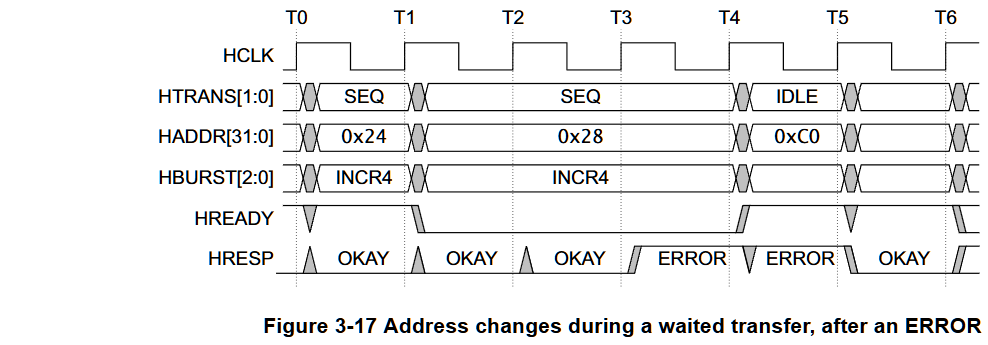 T0 T1 T2 T3 T4 T5 T6
HCLK
HTRANS[1:0] SEQ SEQ IDLE
HADDR[31:0] 0x24 0x28 0xC0
HBURST[2:0] INCR4 INCR4
HREADY
HRESP OKAY OKAY OKAY ERROR ERROR OKAY
Figure 3-17 Address changes during a waited transfer, after an ERROR